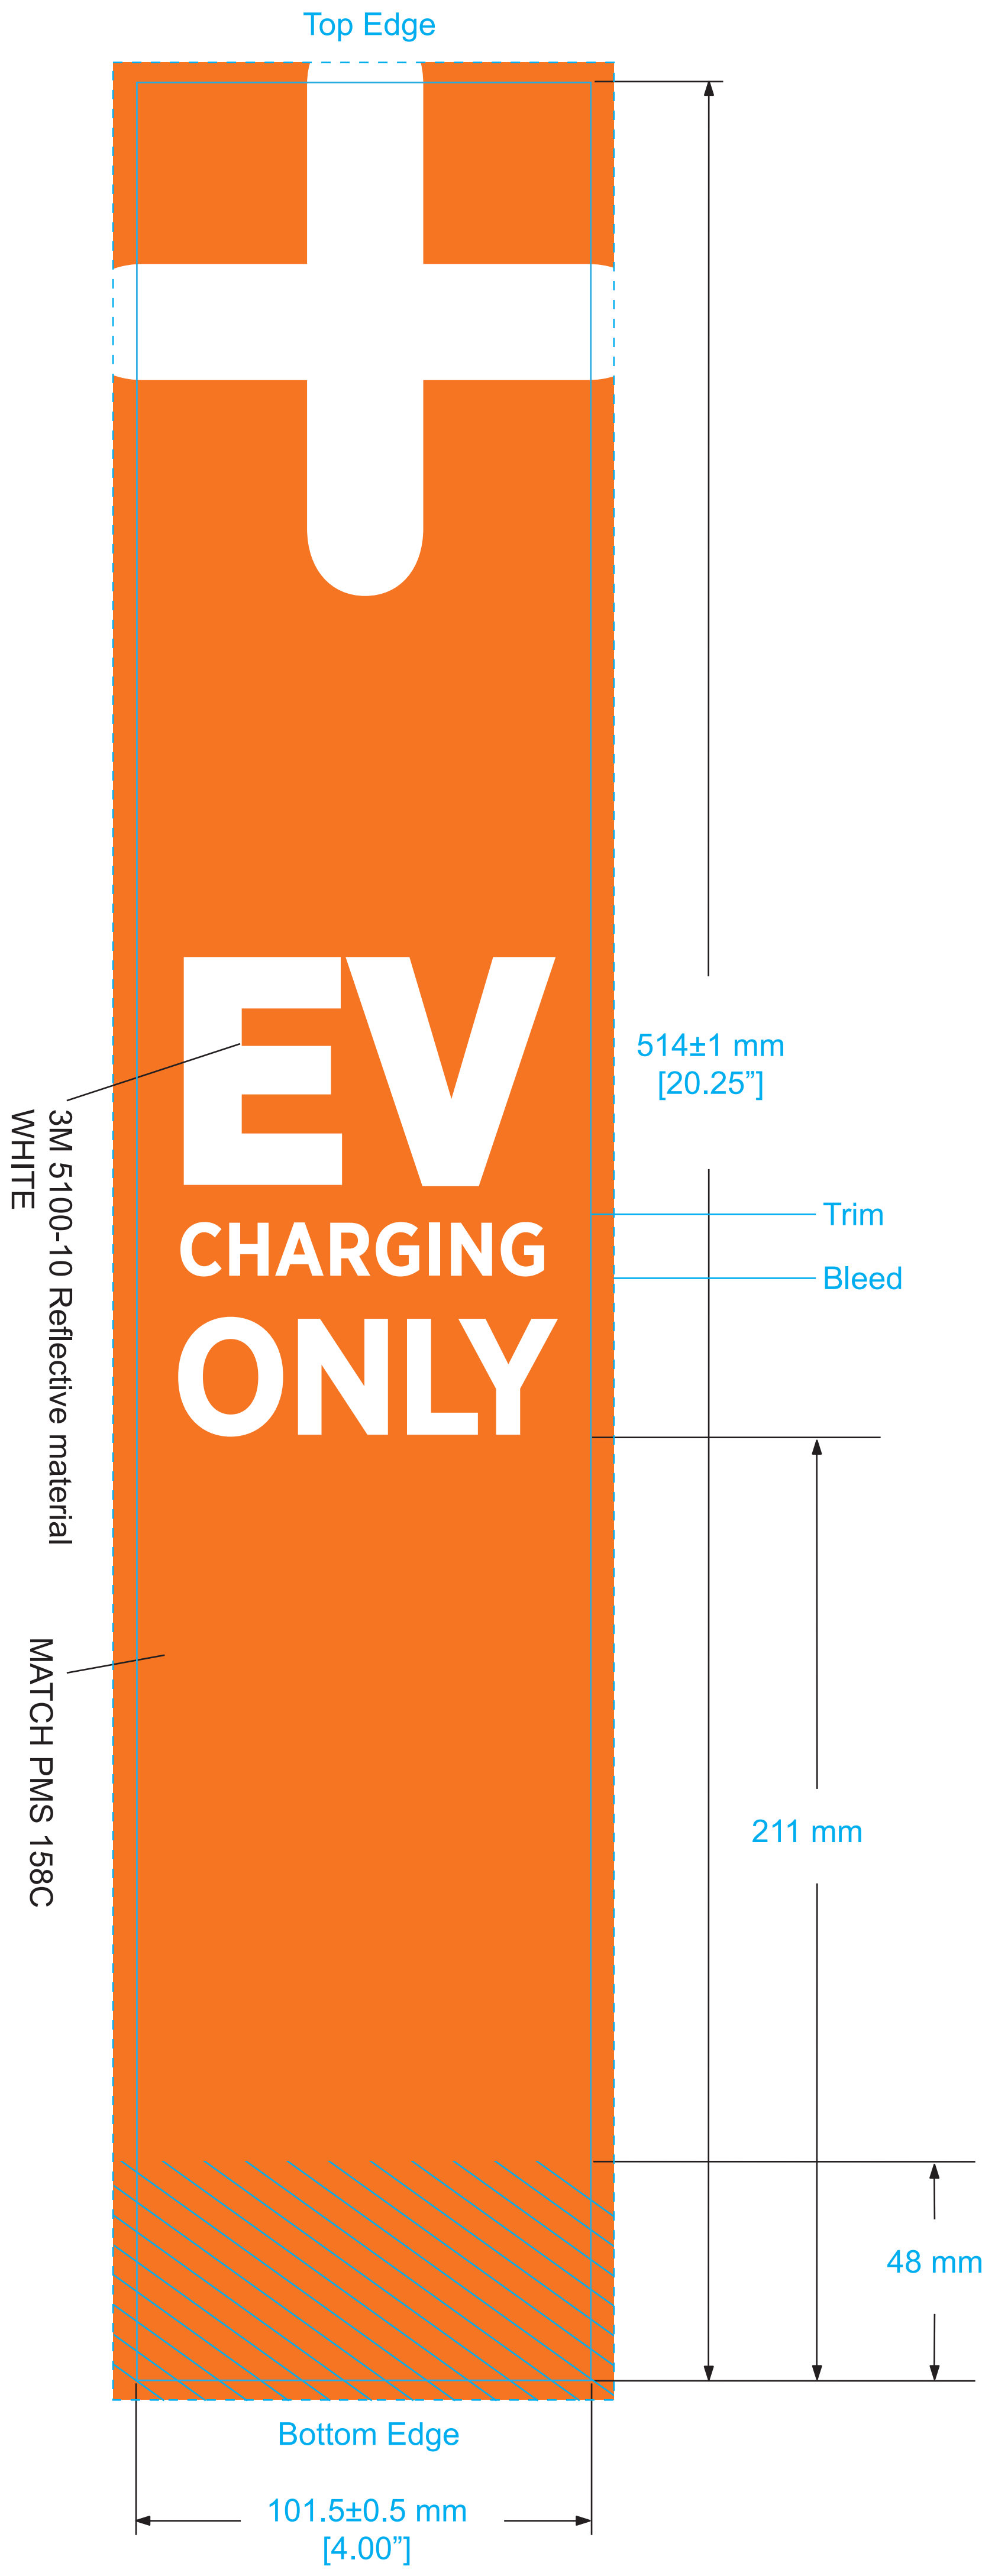 Top Edge
EV
CHARGING
ONLY
514±1 mm
[20.25”]
3M 5100-10 Reflective material
WHITE
Trim
Bleed
MATCH PMS 158C
211 mm
48 mm
Bottom Edge
101.5±0.5 mm
[4.00”]